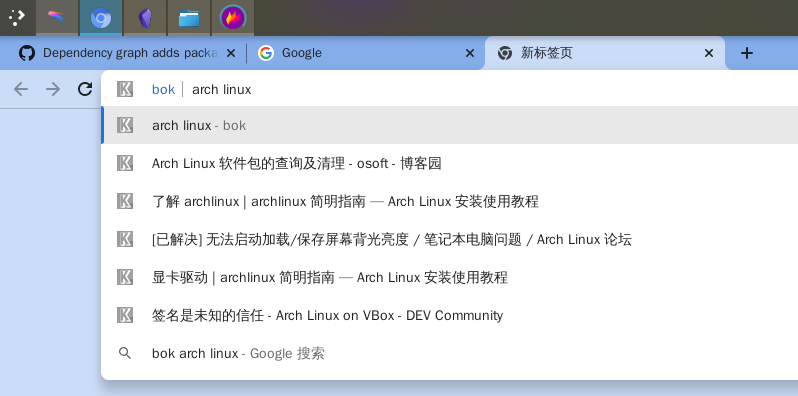 Dependency graph adds packa
Google
新标签页
bok arch linux
arch linux - bok
Arch Linux 软件包的查询及清理 - osoft - 博客园
了解 archlinux | archlinux 简明指南 — Arch Linux 安装使用教程
[已解决] 无法启动加载/保存屏幕背光亮度 / 笔记本电脑问题 / Arch Linux 论坛
显卡驱动 | archlinux 简明指南 — Arch Linux 安装使用教程
签名是未知的信任 - Arch Linux on VBox - DEV Community
bok arch linux - Google 搜索